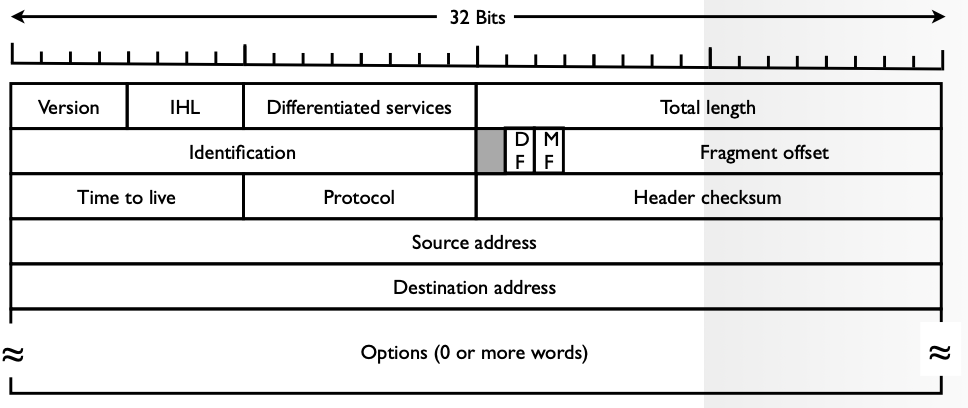 32 Bits
Version IHL Differentiated services Total length
Identification DF MF Fragment offset
Time to live Protocol Header checksum
Source address
Destination address
≈ Options (0 or more words) ≈